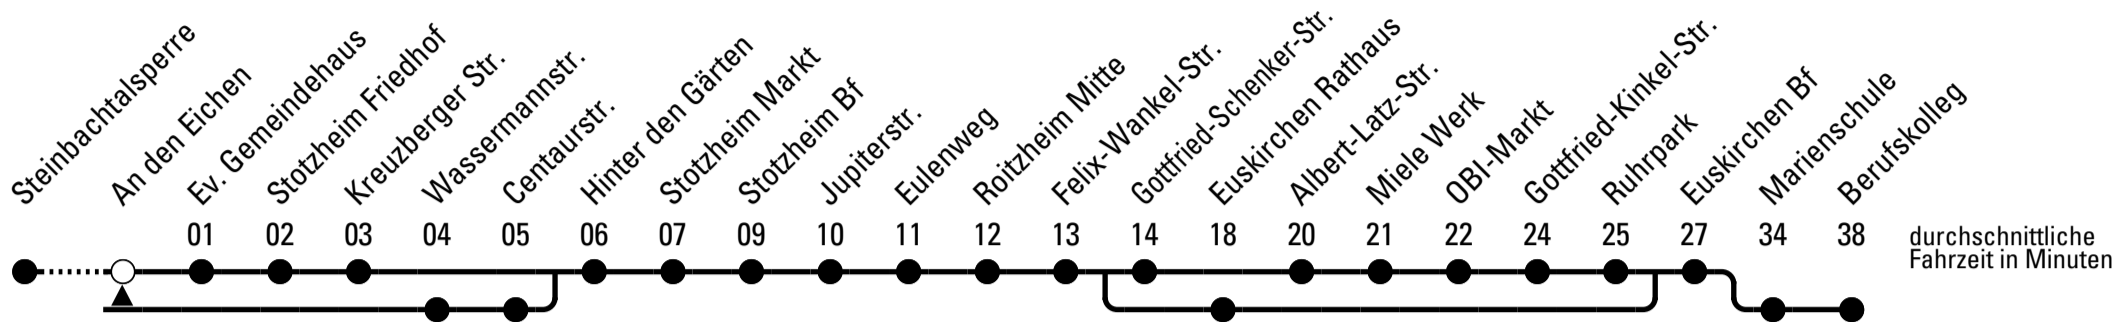 Steinbachtalsperre
An den Eichen
Ev. Gemeindehaus
Stotzheim Friedhof
Kreuzberger Str.
Wassermannstr.
Centaurstr.
Hinter den Gärten
Stotzheim Markt
Stotzheim Bf
Jupiterstr.
Eulenweg
Roitzheim Mitte
Felix-Wankel-Str.
Gottfried-Schenker-Str.
Euskirchen Rathaus
Albert-Latz-Str.
Miele Werk
OBI-Markt
Gottfried-Kinkel-Str.
Ruhrpark
Euskirchen Bf
Marienschule
Berufskolleg
01 02 03 04 05 06 07 09 10 11 12 13 14 18 20 21 22 24 25 27 34 38
durchschnittliche
Fahrzeit in Minuten